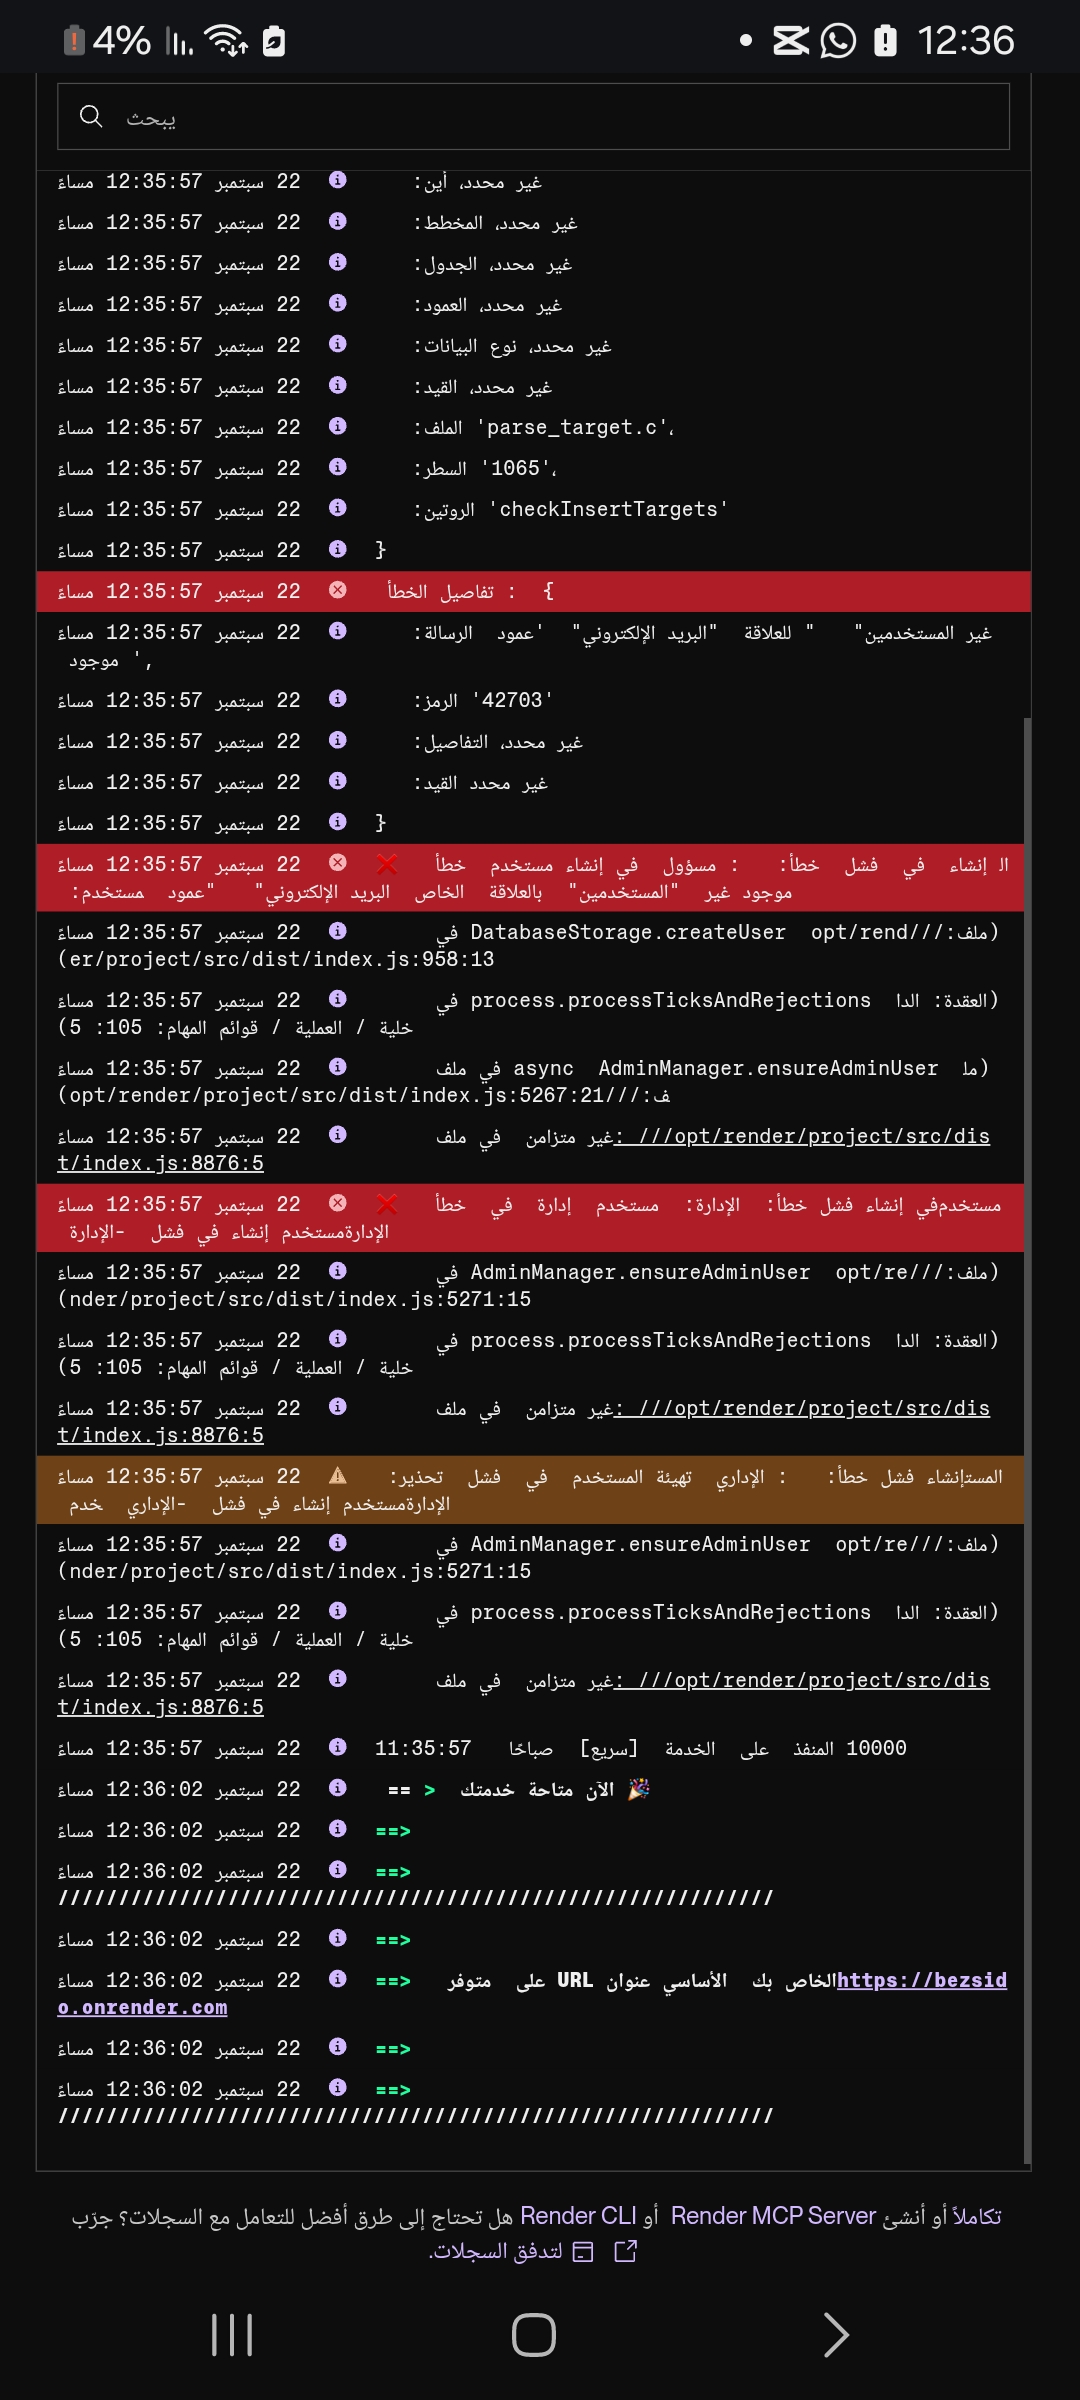 4%
12:36
يبحث
22 سبتمبر 12:35:57 مساءً غير محدد، أين:
22 سبتمبر 12:35:57 مساءً غير محدد، المخطط:
22 سبتمبر 12:35:57 مساءً غير محدد، الجدول:
22 سبتمبر 12:35:57 مساءً غير محدد، العمود:
22 سبتمبر 12:35:57 مساءً غير محدد، نوع البيانات:
22 سبتمبر 12:35:57 مساءً غير محدد، القيد:
22 سبتمبر 12:35:57 مساءً الملف: 'parse_target.c'،
22 سبتمبر 12:35:57 مساءً السطر: '1065'،
22 سبتمبر 12:35:57 مساءً الروتين: 'checkInsertTargets'
22 سبتمبر 12:35:57 مساءً }
22 سبتمبر 12:35:57 مساءً تفاصيل الخطأ : {
22 سبتمبر 12:35:57 مساءً الرسالة: 'عمود "البريد الإلكتروني" للعلاقة " "المستخدمين غير
موجود ',
22 سبتمبر 12:35:57 مساءً الرمز: '42703'
22 سبتمبر 12:35:57 مساءً غير محدد، التفاصيل:
22 سبتمبر 12:35:57 مساءً غير محدد القيد:
22 سبتمبر 12:35:57 مساءً }
22 سبتمبر 12:35:57 مساءً ❌ خطأ في إنشاء مستخدم مسؤول : خطأ: فشل في إنشاء ال
مستخدم: عمود "البريد الإلكتروني" الخاص بالعلاقة "المستخدمين" غير موجود
22 سبتمبر 12:35:57 مساءً في DatabaseStorage.createUser (ملف:///opt/rend
er/project/src/dist/index.js:958:13)
22 سبتمبر 12:35:57 مساءً في process.processTicksAndRejections (العقدة: الدا
خلية / العملية / قوائم المهام: 105: 5)
22 سبتمبر 12:35:57 مساءً في ملف async AdminManager.ensureAdminUser (مل
ف:///opt/render/project/src/dist/index.js:5267:21)
22 سبتمبر 12:35:57 مساءً غير متزامن في ملف: ///opt/render/project/src/dis
t/index.js:8876:5
22 سبتمبر 12:35:57 مساءً ❌ خطأ في إدارة مستخدم الإدارة: خطأ: فشل إنشاء مستخدمفي
الإدارة- فشل في إنشاء مستخدمالإدارة
22 سبتمبر 12:35:57 مساءً في AdminManager.ensureAdminUser (ملف:///opt/re
nder/project/src/dist/index.js:5271:15)
22 سبتمبر 12:35:57 مساءً في process.processTicksAndRejections (العقدة: الدا
خلية / العملية / قوائم المهام: 105: 5)
22 سبتمبر 12:35:57 مساءً غير متزامن في ملف: ///opt/render/project/src/dis
t/index.js:8876:5
22 سبتمبر 12:35:57 مساءً تحذير: فشل في تهيئة المستخدم الإداري : خطأ: فشل إنشاءالمست
خدم الإداري- فشل في إنشاء مستخدمالإدارة
22 سبتمبر 12:35:57 مساءً في AdminManager.ensureAdminUser (ملف:///opt/re
nder/project/src/dist/index.js:5271:15)
22 سبتمبر 12:35:57 مساءً في process.processTicksAndRejections (العقدة: الدا
خلية / العملية / قوائم المهام: 105: 5)
22 سبتمبر 12:35:57 مساءً غير متزامن في ملف: ///opt/render/project/src/dis
t/index.js:8876:5
22 سبتمبر 12:35:57 مساءً 11:35:57 صباحًا [سريع] الخدمة على المنفذ 10000
22 سبتمبر 12:36:02 مساءً == > خدمتك متاحة الآن 🎉
22 سبتمبر 12:36:02 مساءً ==>
22 سبتمبر 12:36:02 مساءً ==>
///////////////////////////////////////////////////////////
22 سبتمبر 12:36:02 مساءً ==>
22 سبتمبر 12:36:02 مساءً ==> متوفر على URL عنوان الأساسي الخاص بكhttps://bezsid
o.onrender.com
22 سبتمبر 12:36:02 مساءً ==>
22 سبتمبر 12:36:02 مساءً ==>
///////////////////////////////////////////////////////////
هل تحتاج إلى طرق أفضل للتعامل مع السجلات؟ جرّب Render CLI أو Render MCP Server أو أنشئ تكاملاً
لتدفق السجلات.